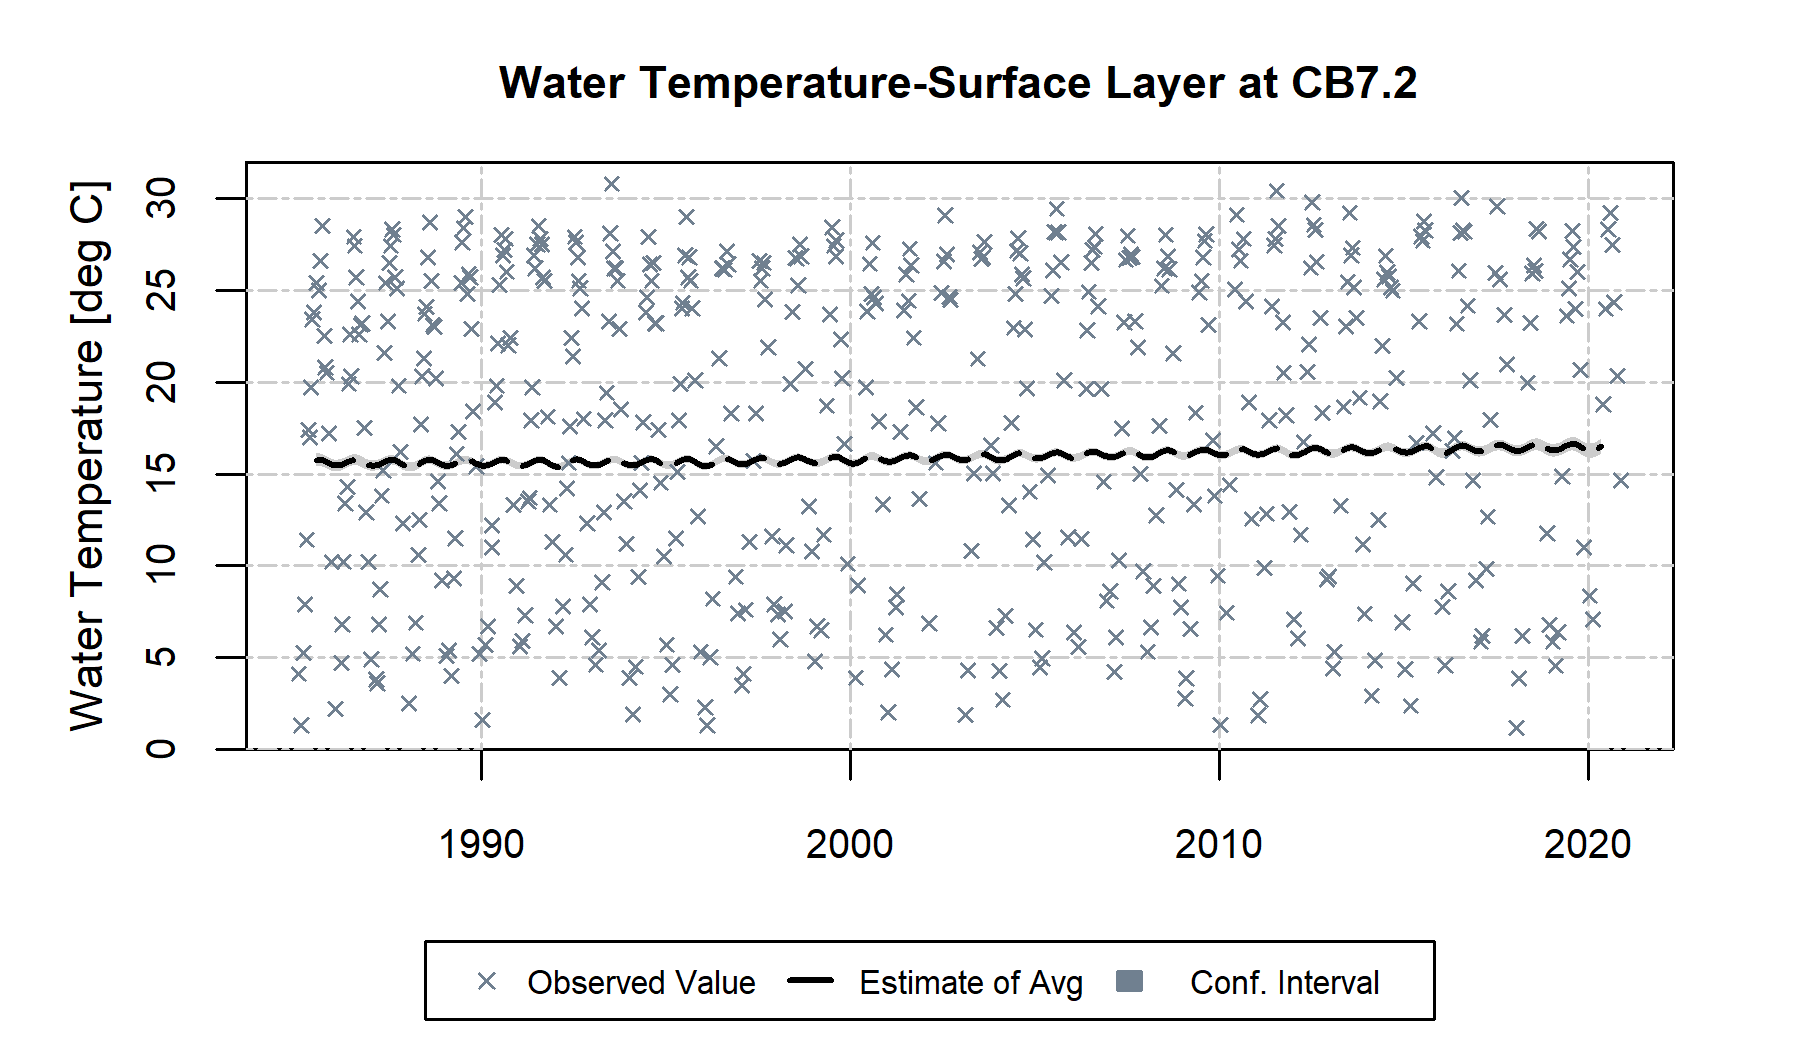 Water Temperature-Surface Layer at CB7.2
Water Temperature [deg C]
30
25
20
15
10
5
0
1990 2000 2010 2020
Observed Value Estimate of Avg Conf. Interval